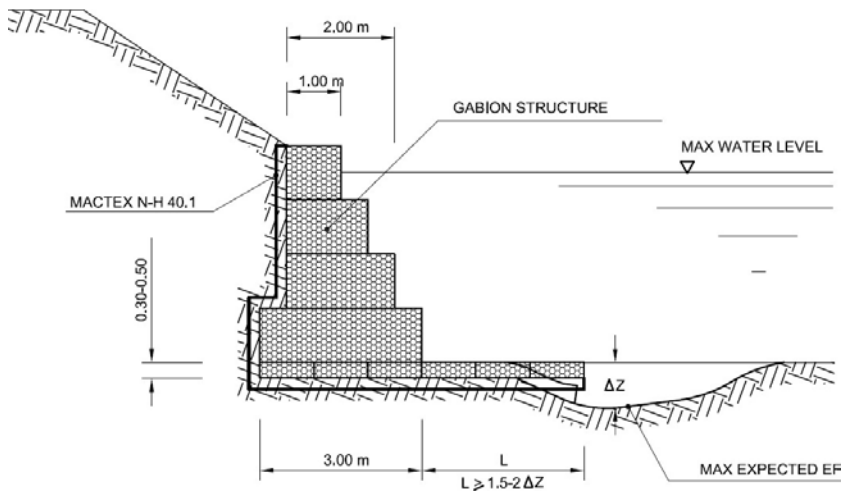 2.00 m
1.00 m
GABION STRUCTURE
MAX WATER LEVEL
MACTEX N-H 40.1
0.30-0.50
ΔZ
3.00 m
L
L ⩾ 1.5-2 ΔZ
MAX EXPECTED EF